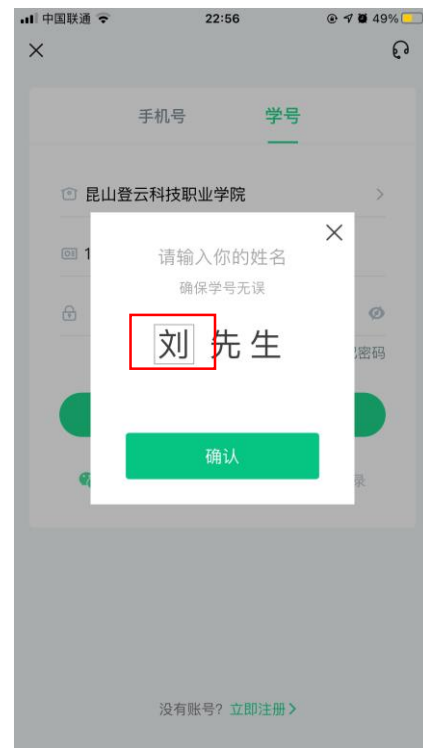 中国联通 22:56 49%
手机号 学号
昆山登云科技职业学院
1
请输入你的姓名
确保学号无误
刘先生
密码
确认
录
没有账号？立即注册>